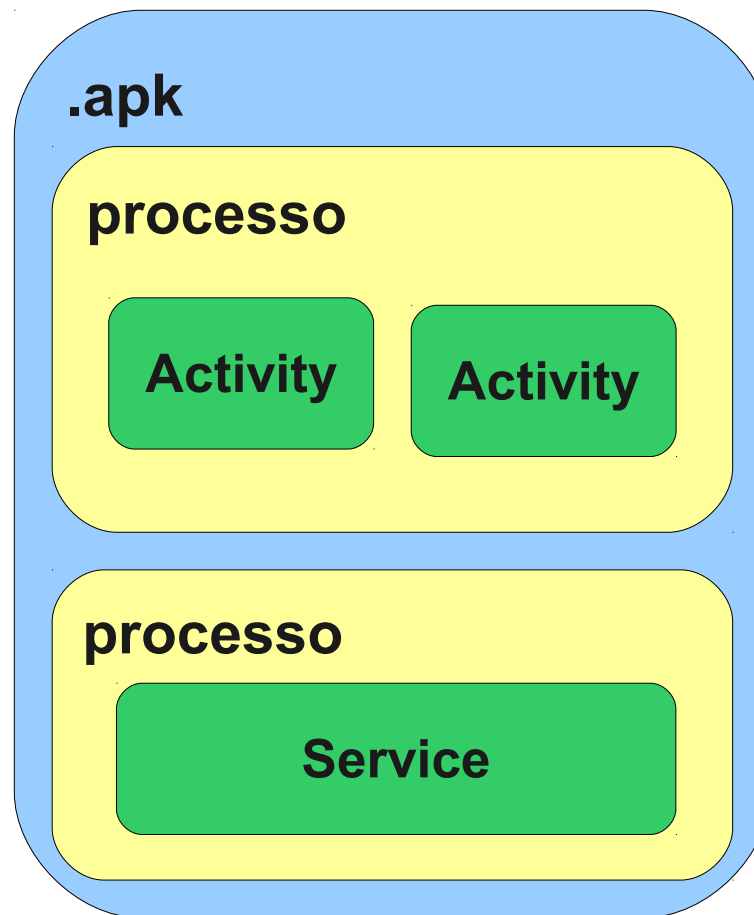 .apk
processo
Activity
Activity
processo
Service